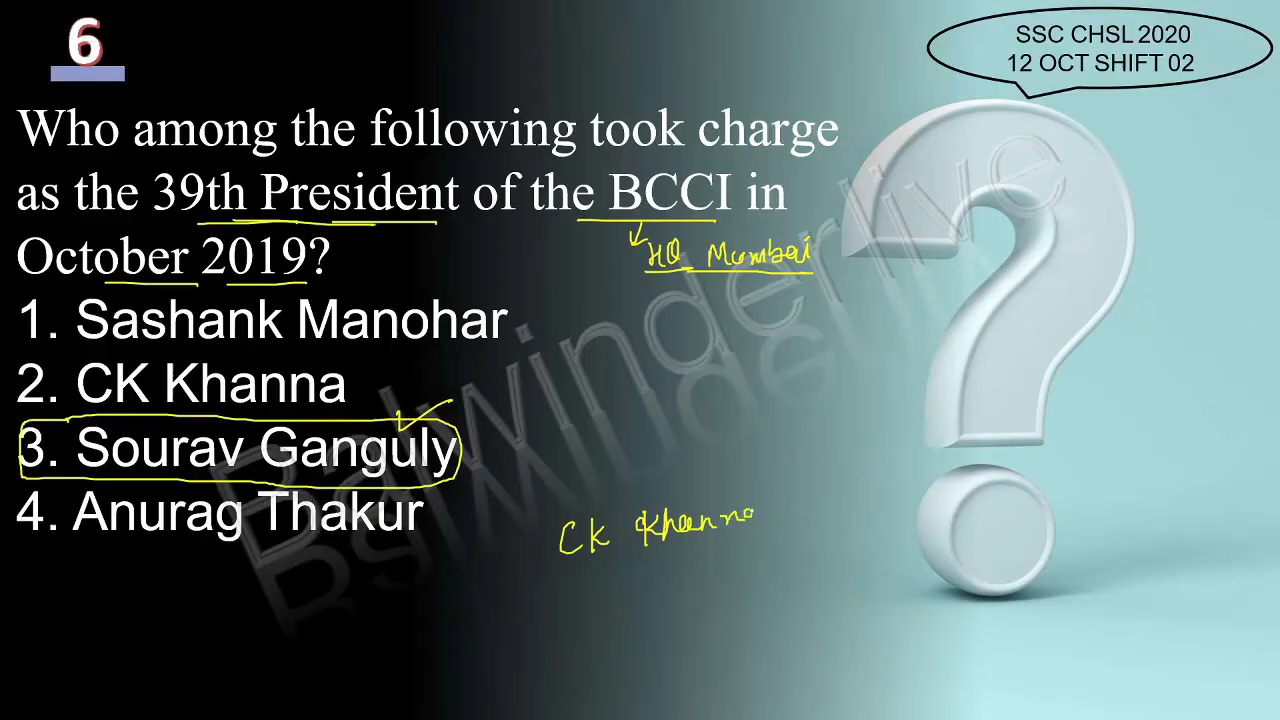 6
SSC CHSL 2020
12 OCT SHIFT 02
Who among the following took charge
as the 39th President of the BCCI in
October 2019?
HQ Mumbai
1. Sashank Manohar
2. CK Khanna
3. Sourav Ganguly
4. Anurag Thakur
CK Khanna
Balwinderlive